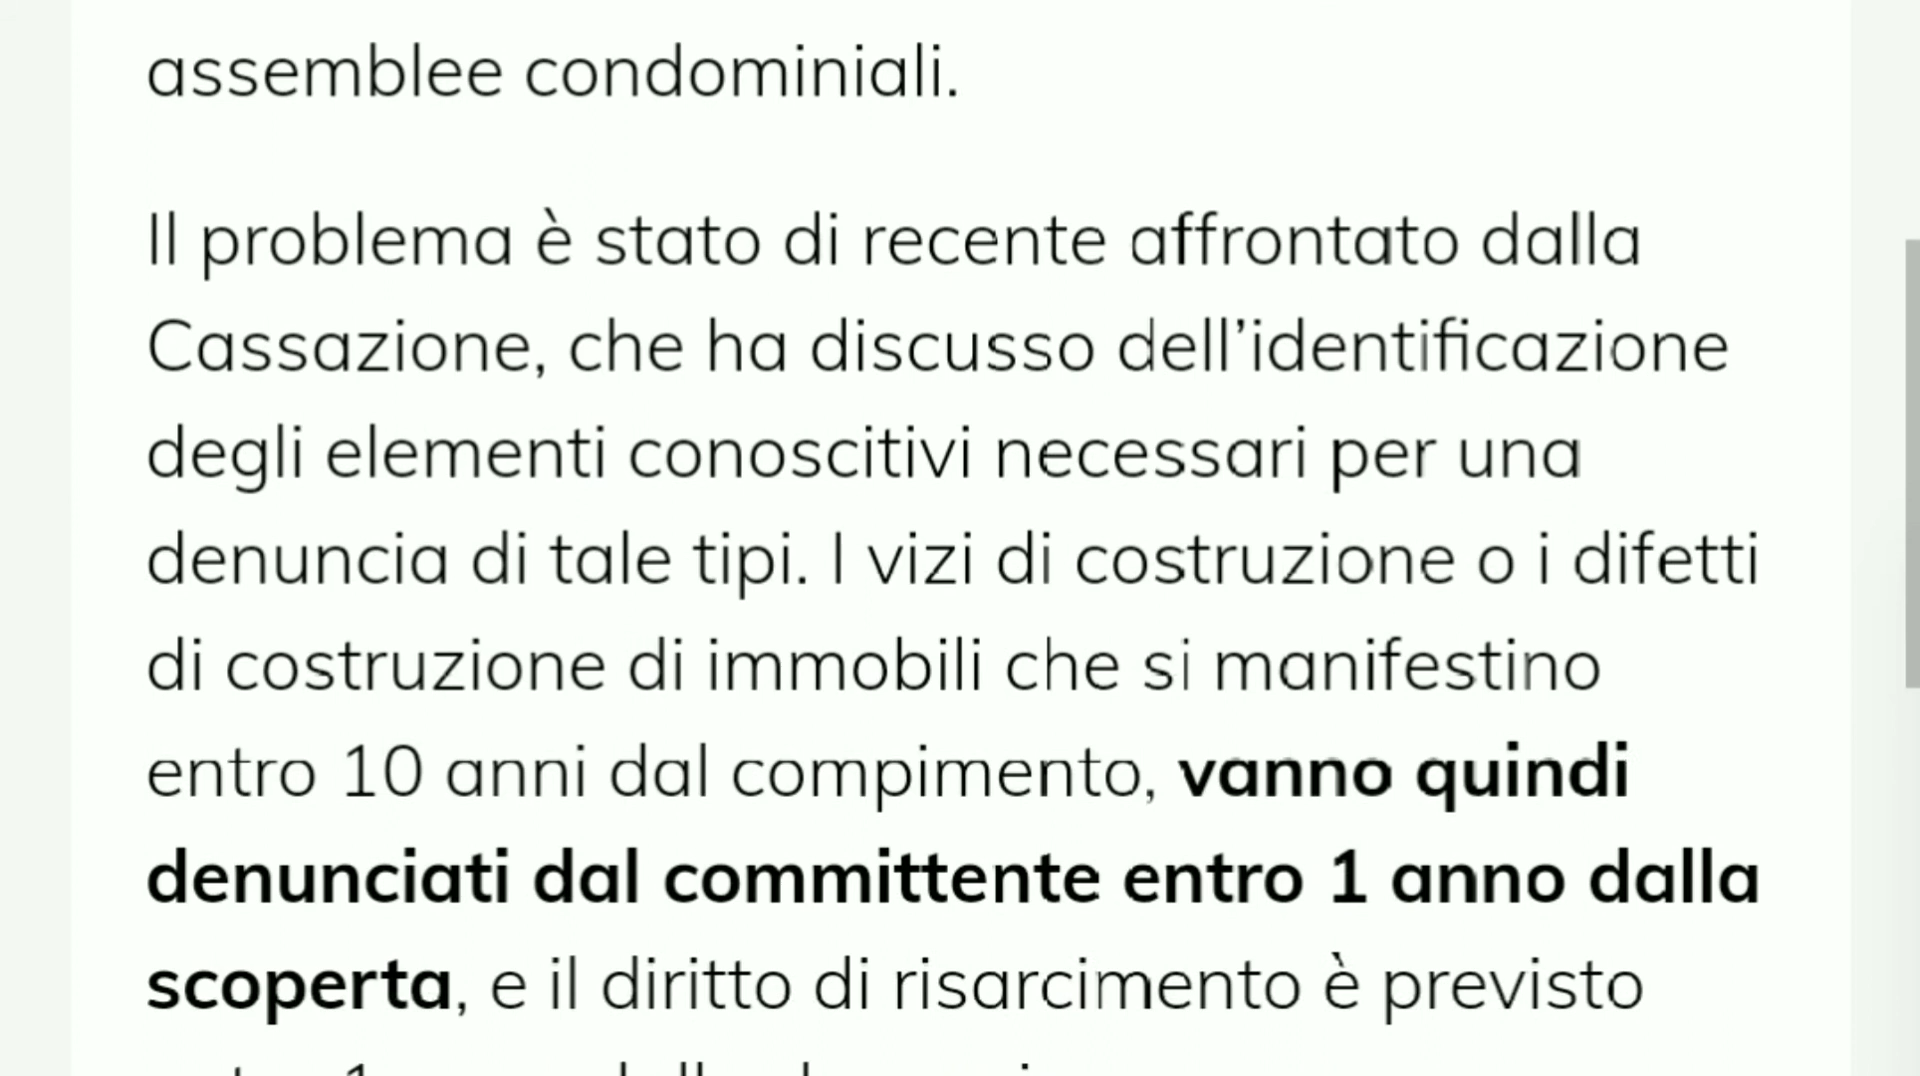 assemblee condominiali.
Il problema è stato di recente affrontato dalla
Cassazione, che ha discusso dell’identificazione
degli elementi conoscitivi necessari per una
denuncia di tale tipi. I vizi di costruzione o i difetti
di costruzione di immobili che si manifestino
entro 10 anni dal compimento, vanno quindi
denunciati dal committente entro 1 anno dalla
scoperta, e il diritto di risarcimento è previsto